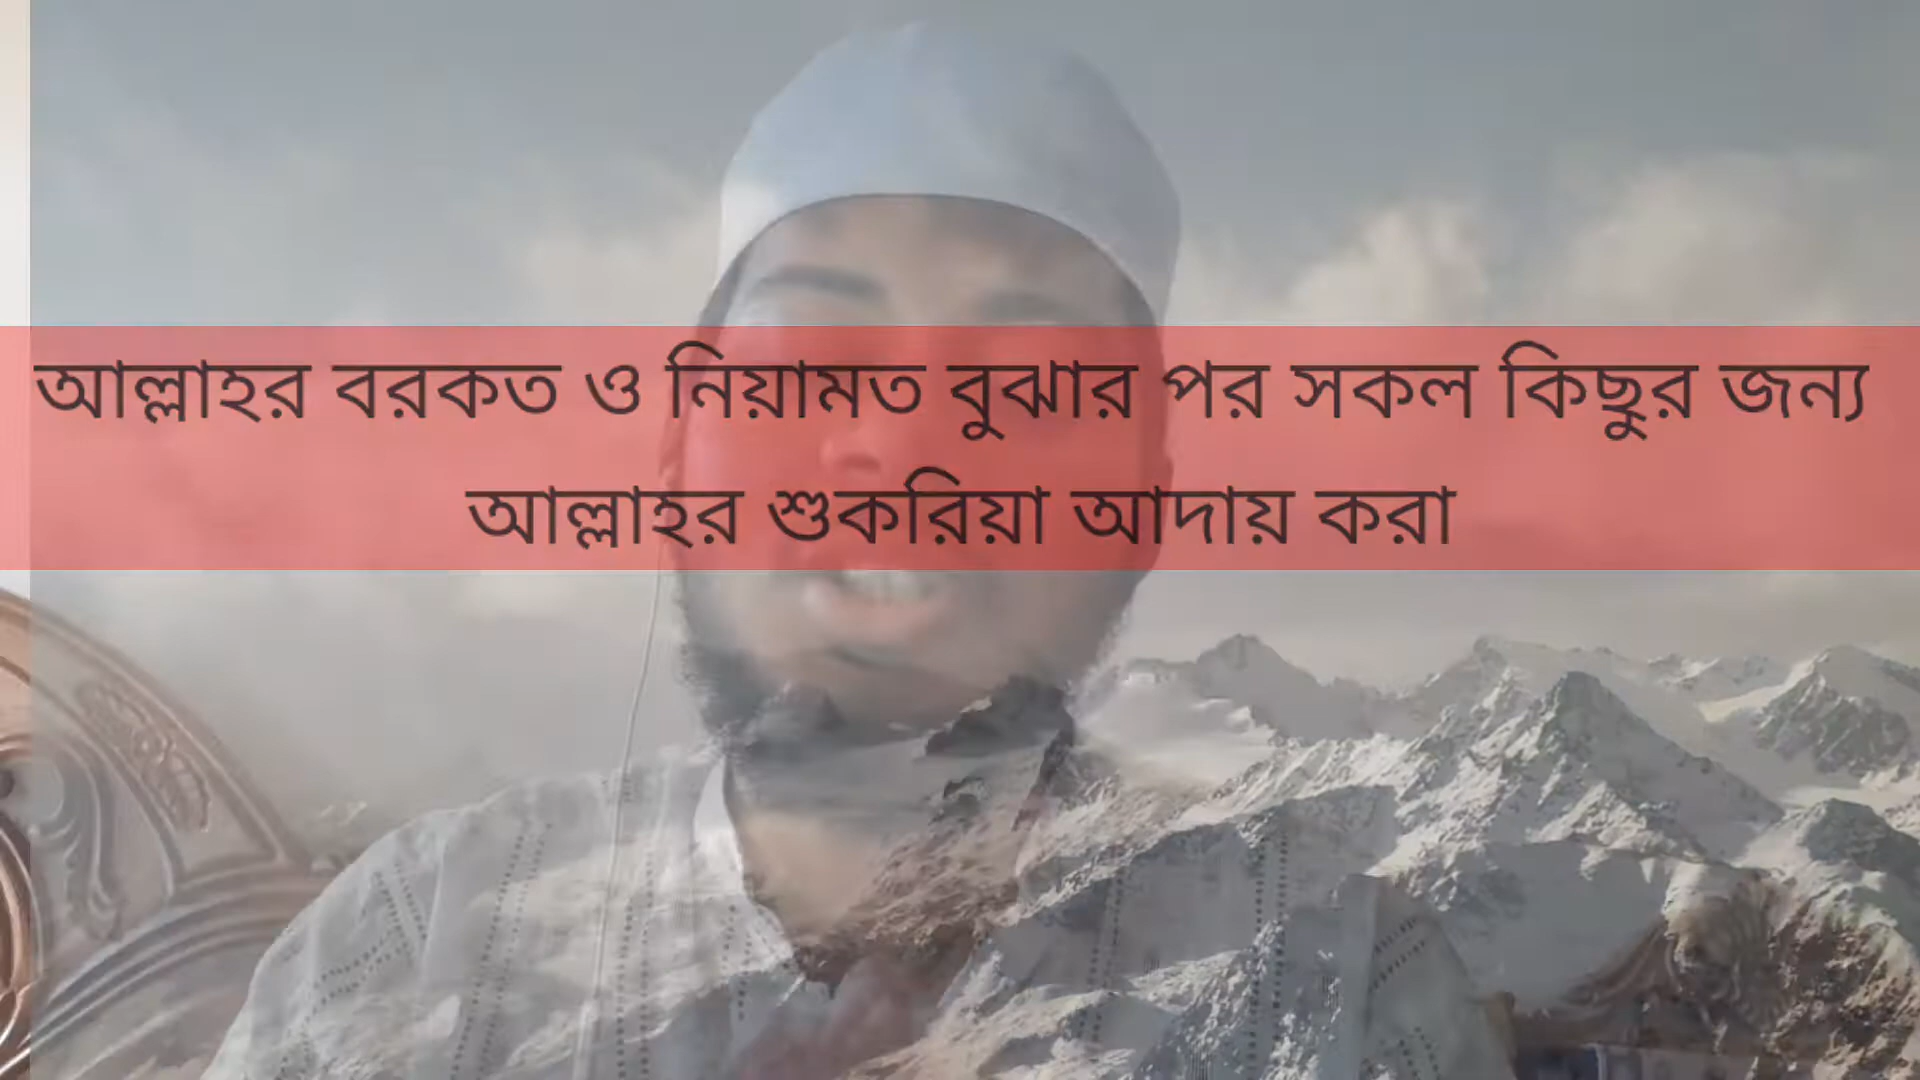 আল্লাহর বরকত ও নিয়ামত বুঝার পর সকল কিছুর জন্য
আল্লাহর শুকরিয়া আদায় করা